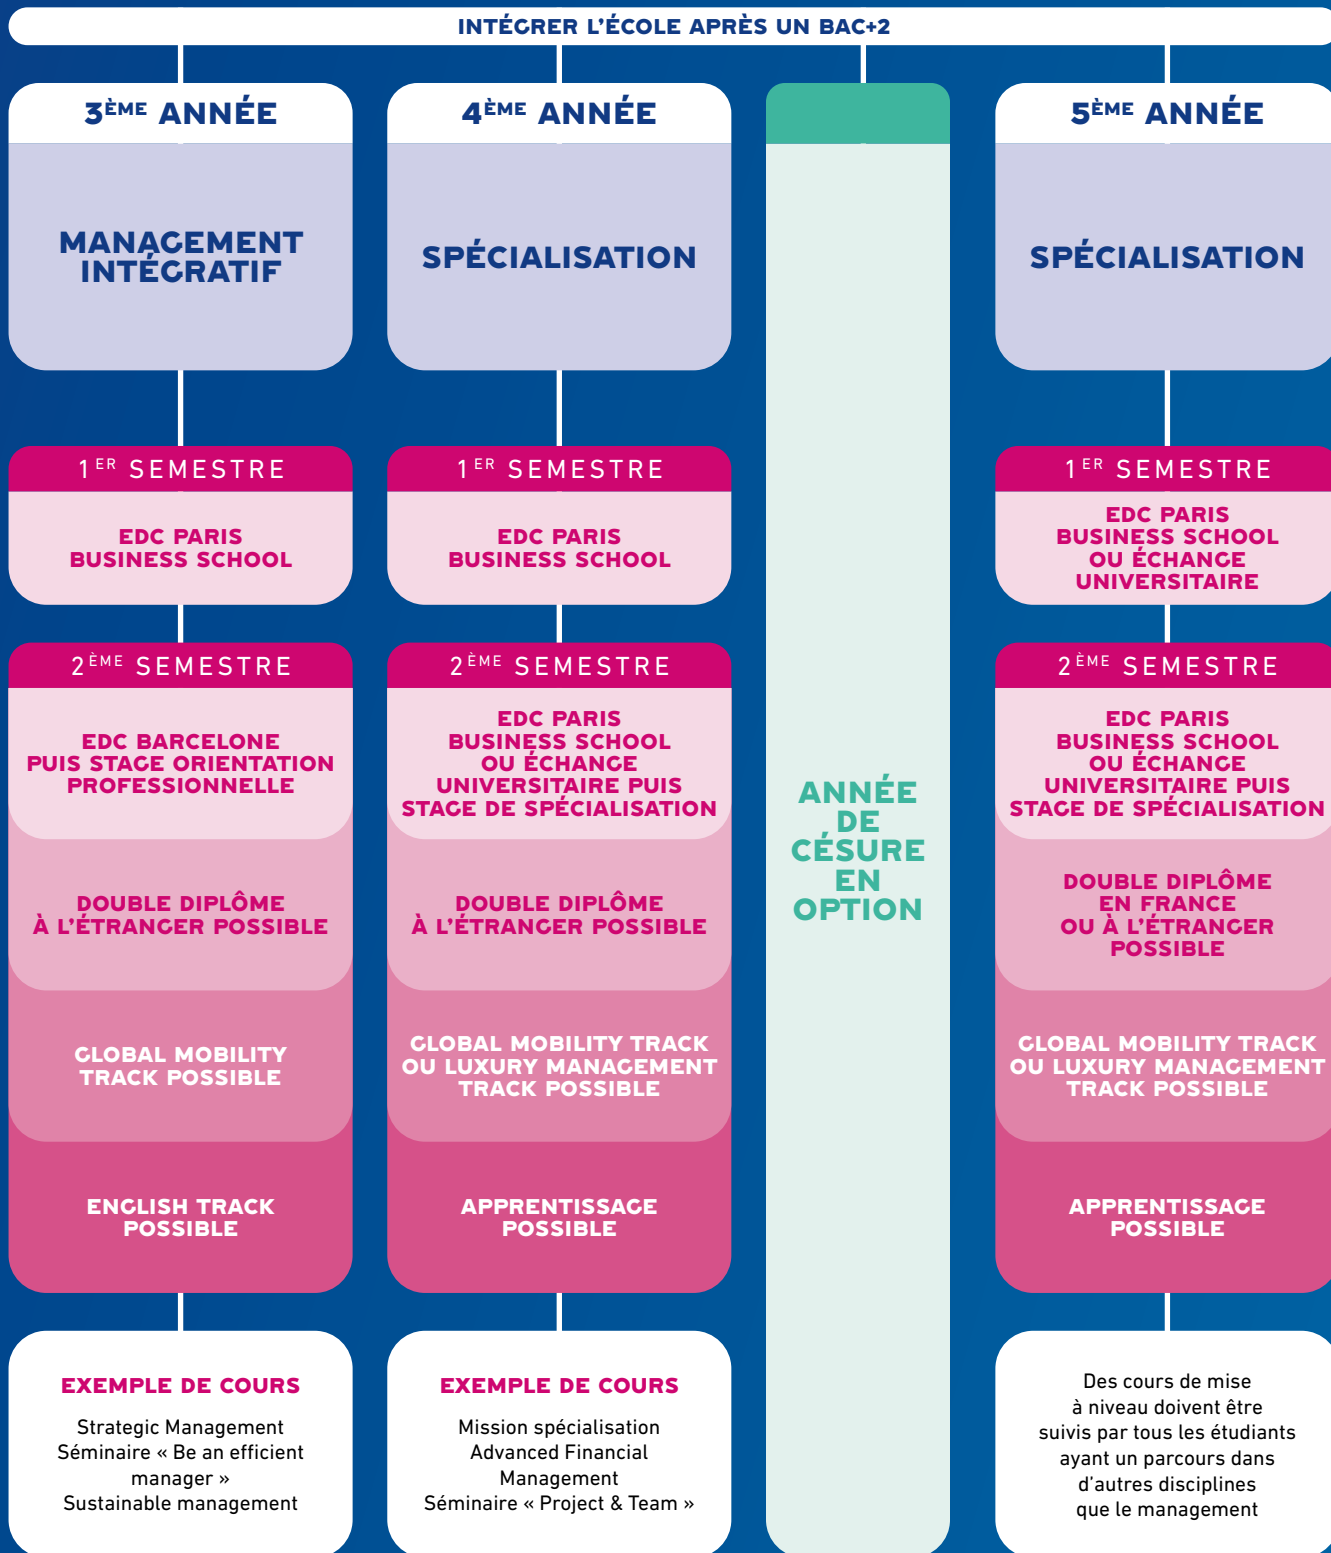 INTÉGRER L'ÉCOLE APRÈS UN BAC+2
3ÈME ANNÉE
MANAGEMENT
INTÉGRATIF
1ER SEMESTRE
EDC PARIS
BUSINESS SCHOOL
2ÈME SEMESTRE
EDC BARCELONE
PUIS STAGE ORIENTATION
PROFESSIONNELLE
DOUBLE DIPLÔME
À L'ÉTRANGER POSSIBLE
GLOBAL MOBILITY
TRACK POSSIBLE
ENGLISH TRACK
POSSIBLE
EXEMPLE DE COURS
Strategic Management
Séminaire « Be an efficient
manager »
Sustainable management
4ÈME ANNÉE
SPÉCIALISATION
1ER SEMESTRE
EDC PARIS
BUSINESS SCHOOL
2ÈME SEMESTRE
EDC PARIS
BUSINESS SCHOOL
OU ÉCHANGE
UNIVERSITAIRE PUIS
STAGE DE SPÉCIALISATION
DOUBLE DIPLÔME
À L'ÉTRANGER POSSIBLE
GLOBAL MOBILITY TRACK
OU LUXURY MANAGEMENT
TRACK POSSIBLE
APPRENTISSAGE
POSSIBLE
EXEMPLE DE COURS
Mission spécialisation
Advanced Financial
Management
Séminaire « Project & Team »
ANNÉE
DE
CÉSURE
EN
OPTION
5ÈME ANNÉE
SPÉCIALISATION
1ER SEMESTRE
EDC PARIS
BUSINESS SCHOOL
OU ÉCHANGE
UNIVERSITAIRE
2ÈME SEMESTRE
EDC PARIS
BUSINESS SCHOOL
OU ÉCHANGE
UNIVERSITAIRE PUIS
STAGE DE SPÉCIALISATION
DOUBLE DIPLÔME
EN FRANCE
OU À L'ÉTRANGER
POSSIBLE
GLOBAL MOBILITY TRACK
OU LUXURY MANAGEMENT
TRACK POSSIBLE
APPRENTISSAGE
POSSIBLE
Des cours de mise
à niveau doivent être
suivis par tous les étudiants
ayant un parcours dans
d'autres disciplines
que le management